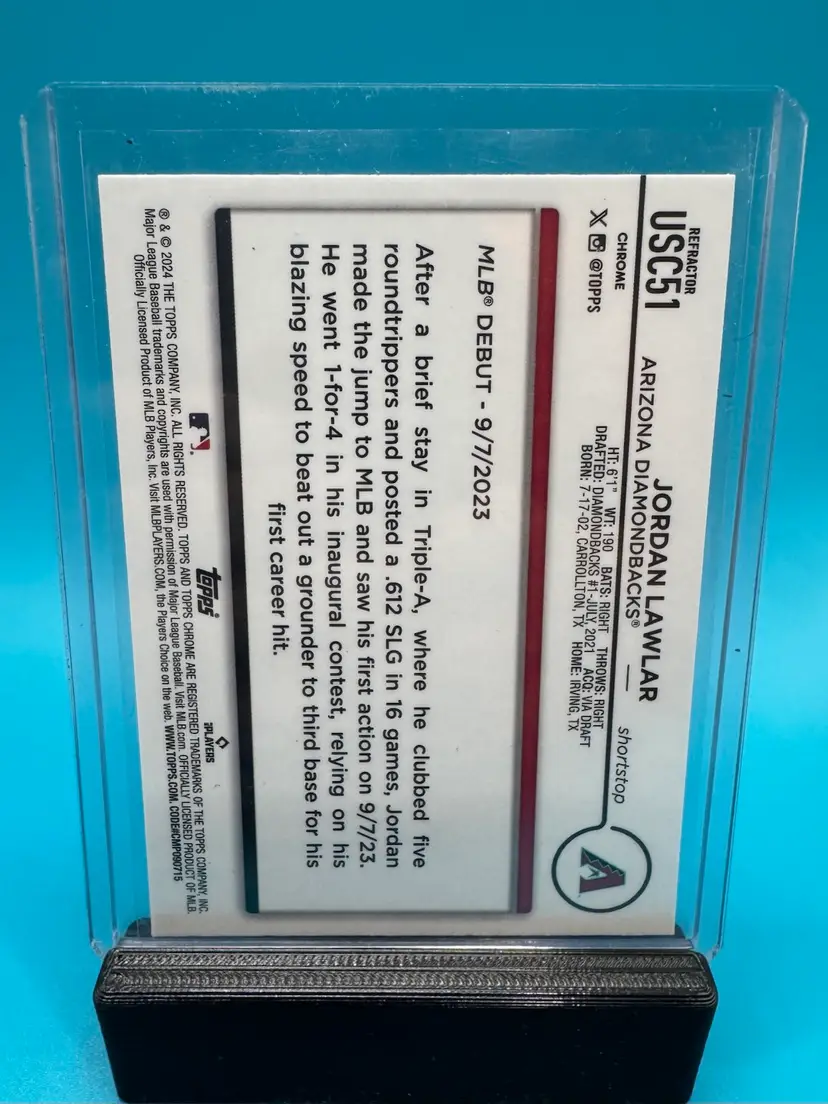 REFRACTOR
USC51
CHROME
X @TOPPS
JORDAN LAWLAR
ARIZONA DIAMONDBACKS®
shortstop
HT: 6'1" WT: 190 BATS: RIGHT THROWS: RIGHT
DRAFTED: DIAMONDBACKS #1-JULY, 2021 ACQ: VIA DRAFT
BORN: 7-17-02, CARROLLTON, TX HOME: IRVING, TX
A
MLB® DEBUT - 9/7/2023
After a brief stay in Triple-A, where he clubbed five
roundtrippers and posted a .612 SLG in 16 games, Jordan
made the jump to MLB and saw his first action on 9/7/23.
He went 1-for-4 in his inaugural contest, relying on his
blazing speed to beat out a grounder to third base for his
first career hit.
topps®
PLAYERS
® & © 2024 THE TOPPS COMPANY, INC. ALL RIGHTS RESERVED. TOPPS AND TOPPS CHROME ARE REGISTERED TRADEMARKS OF THE TOPPS COMPANY, INC.
Major League Baseball trademarks and copyrights are used with permission of Major League Baseball. Visit MLB.com. OFFICIALLY LICENSED PRODUCT OF MLB
Officially Licensed Product of MLB Players, Inc. Visit MLBPLAYERS.COM, the Players Choice on the web. WWW.TOPPS.COM. CODE#CMP090715